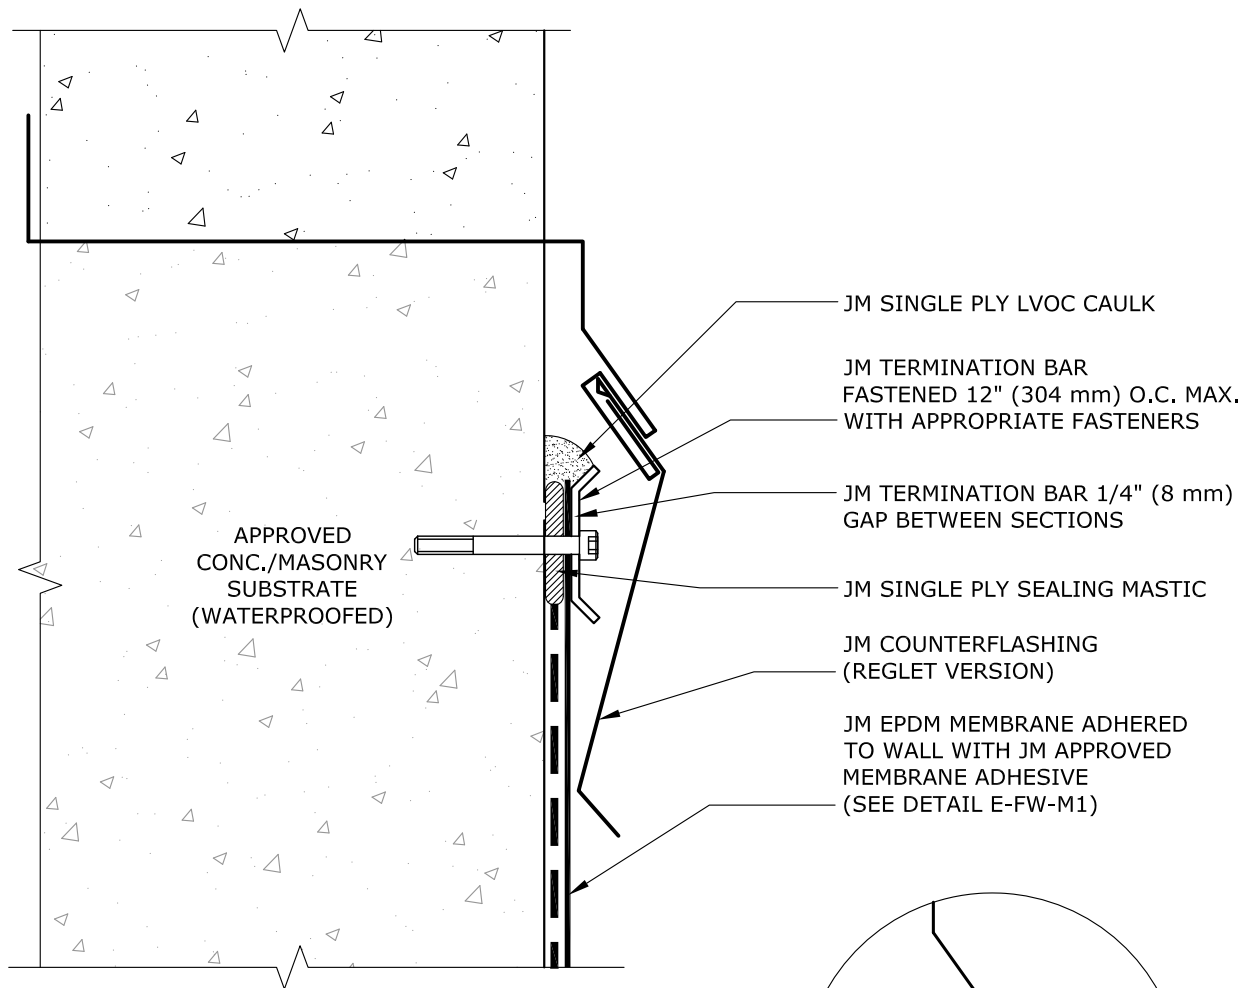 JM SINGLE PLY LVOC CAULK
JM TERMINATION BAR
FASTENED 12" (304 mm) O.C. MAX.
WITH APPROPRIATE FASTENERS
JM TERMINATION BAR 1/4" (8 mm)
GAP BETWEEN SECTIONS
APPROVED
CONC./MASONRY
SUBSTRATE
(WATERPROOFED)
JM SINGLE PLY SEALING MASTIC
JM COUNTERFLASHING
(REGLET VERSION)
JM EPDM MEMBRANE ADHERED
TO WALL WITH JM APPROVED
MEMBRANE ADHESIVE
(SEE DETAIL E-FW-M1)